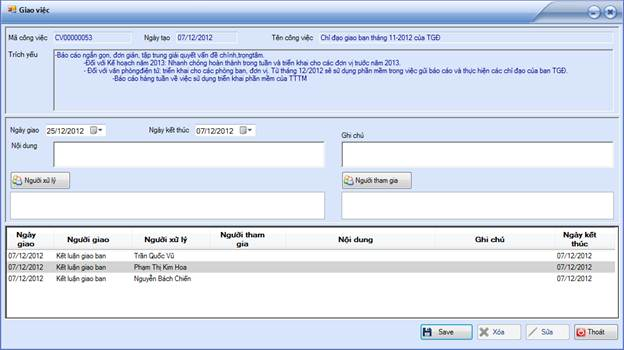 Giao việc
Mã công việc CV00000053 Ngày tạo 07/12/2012 Tên công việc Chỉ đạo giao ban tháng 11-2012 của TGĐ
Trích yếu
-Báo cáo ngắn gọn, đơn giản, tập trung giải quyết vấn đề chính,trọngtâm.
-Đối với Kế hoạch năm 2013: Nhanh chóng hoàn thành trong tuần và triển khai cho các đơn vị trước năm 2013.
- Đối với vănphòngđiện tử: triển khai cho các phòng ban, đơn vị. Từ tháng 12/2012 sẽ sử dụng phần mềm trong việc gửi báo cáo và thực hiện các chỉ đạo của ban TGĐ.
-Báo cáo hàng tuần về việc sử dụng triển khai phần mềm của TTTM
Ngày giao 25/12/2012 Ngày kết thúc 07/12/2012 Ghi chú
Nội dung
Người xử lý Người tham gia
Ngày giao Người giao Người xử lý Người tham gia Nội dung Ghi chú Ngày kết thúc
07/12/2012 Kết luận giao ban Trần Quốc Vũ 07/12/2012
07/12/2012 Kết luận giao ban Phạm Thị Kim Hoa 07/12/2012
07/12/2012 Kết luận giao ban Nguyễn Bách Chiến 07/12/2012
Save Xóa Sửa Thoát